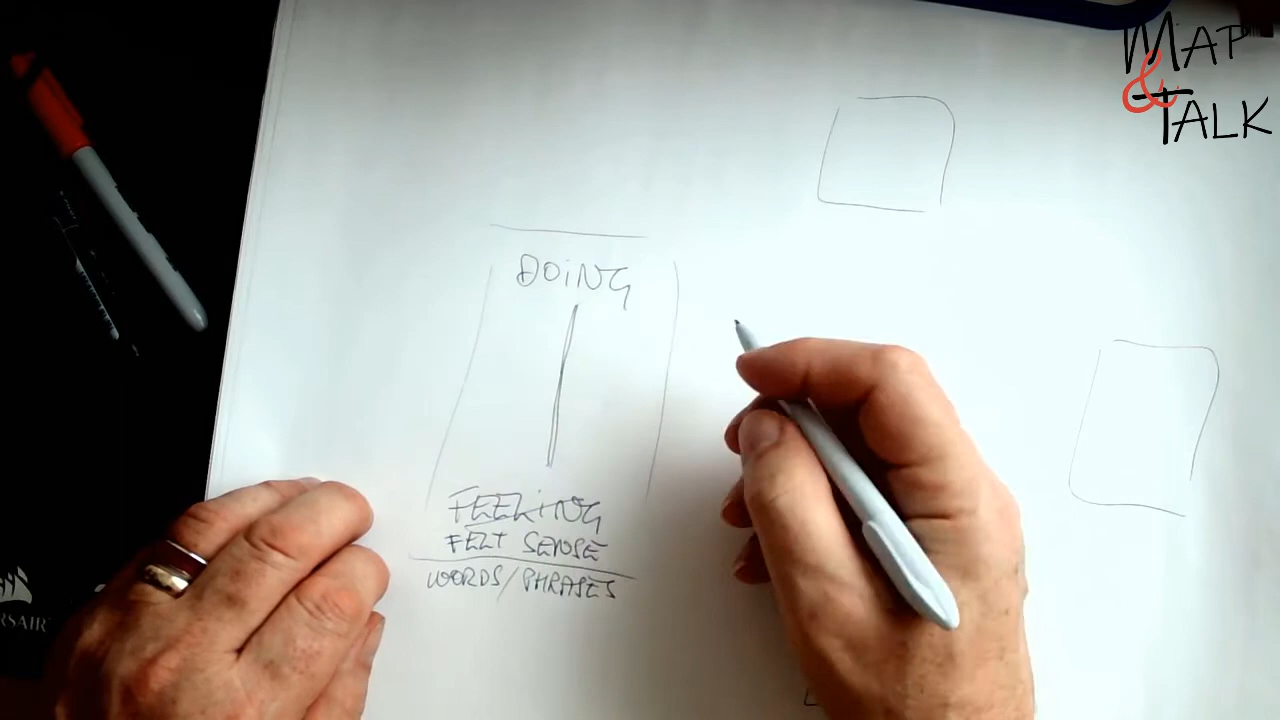 MAP
& TALK
DOING
FEELING
FELT SENSE
WORDS/PHRASES